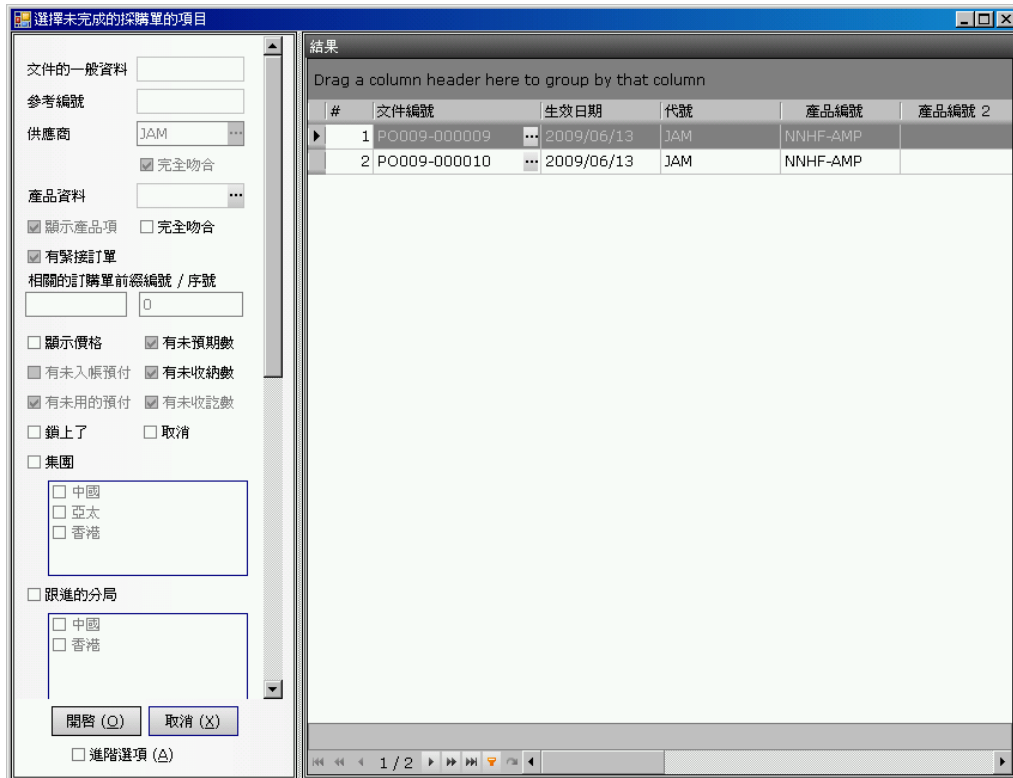 選擇未完成的採購單的項目
文件的一般資料
參考編號
供應商 JAM ...
完全吻合
產品資料 ...
顯示產品項 完全吻合
有緊接訂單
相關的訂購單前綴編號 / 序號
0
顯示價格 有未預期數
有未入帳預付 有未收納數
有未用的預付 有未收訖數
鎖上了 取消
集團
中國
亞太
香港
跟進的分局
中國
香港
開啓 (O) 取消 (X)
進階選項 (A)
結果
Drag a column header here to group by that column
# 文件編號 生效日期 代號 產品編號 產品編號 2
1 PO009-000009 ... 2009/06/13 JAM NNHF-AMP
2 PO009-000010 ... 2009/06/13 JAM NNHF-AMP
1 / 2